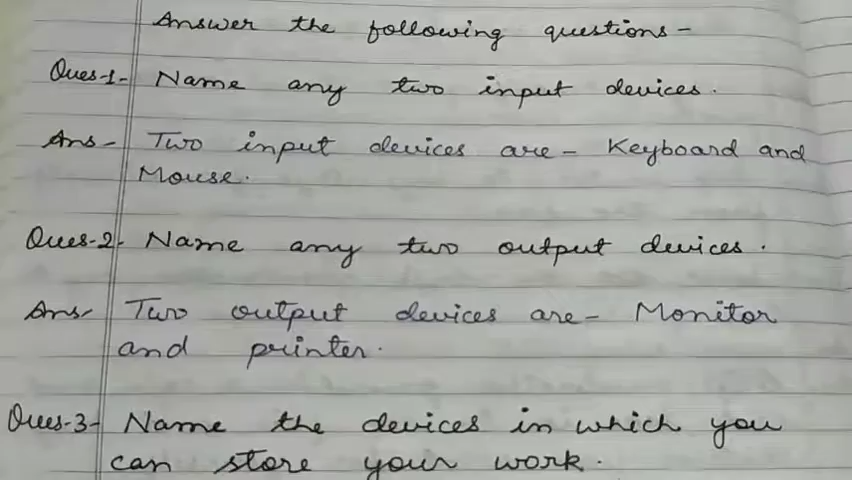 Answer the following questions-
Ques-1- Name any two input devices.
Ans- Two input devices are- Keyboard and
Mouse.
Ques-2- Name any two output devices.
Ans- Two output devices are- Monitor
and printer.
Ques-3- Name the devices in which you
can store your work.